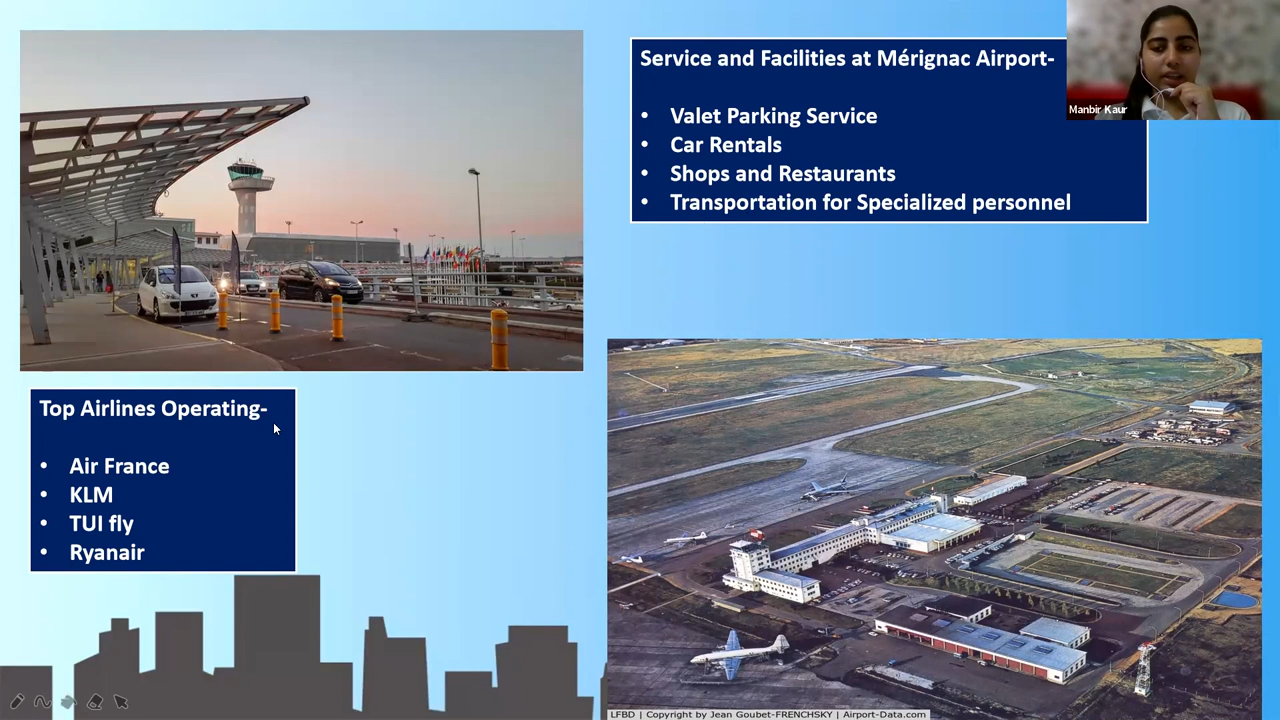 Service and Facilities at Mérignac Airport-
• Valet Parking Service
• Car Rentals
• Shops and Restaurants
• Transportation for Specialized personnel
Manbir Kaur
Top Airlines Operating-
• Air France
• KLM
• TUI fly
• Ryanair
LFBD | Copyright by Jean Goubet-FRENCHSKY | Airport-Data.com